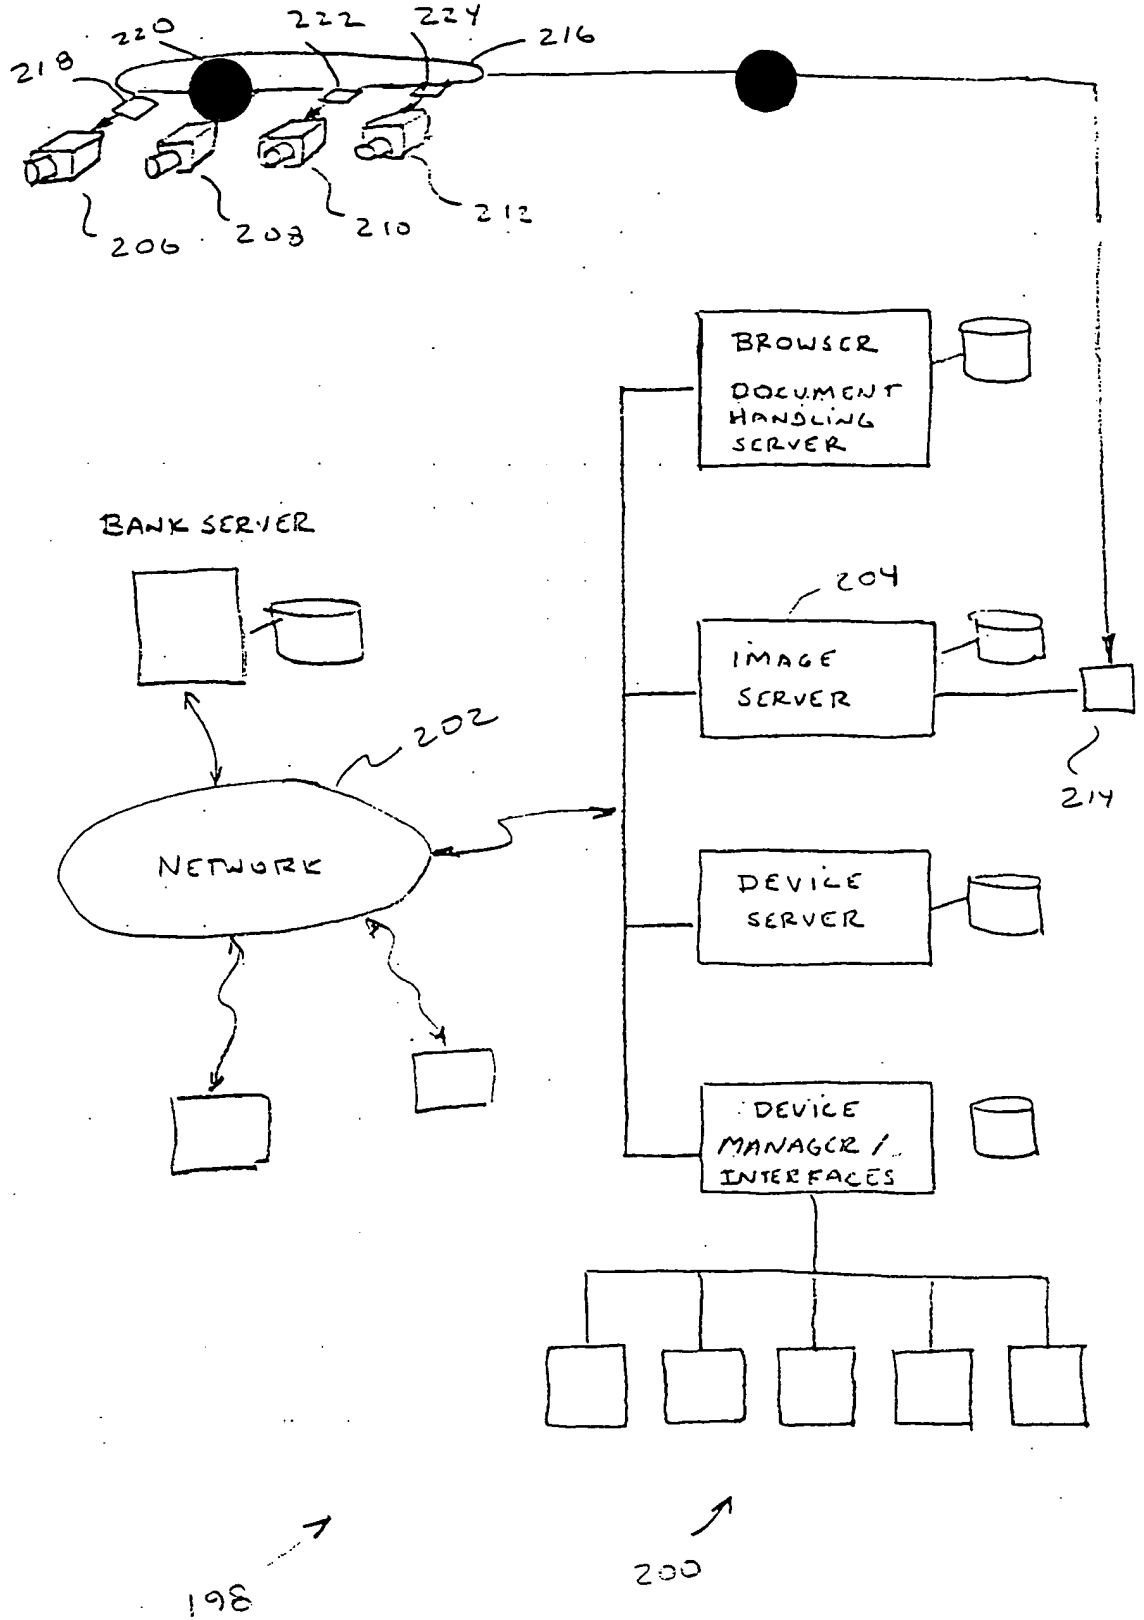 220
222
224
216
218
206
208
210
212
BROWSER
DOCUMENT
HANDLING
SERVER
BANK SERVER
204
IMAGE
SERVER
202
214
NETWORK
DEVICE
SERVER
DEVICE
MANAGER /
INTERFACES
198
200